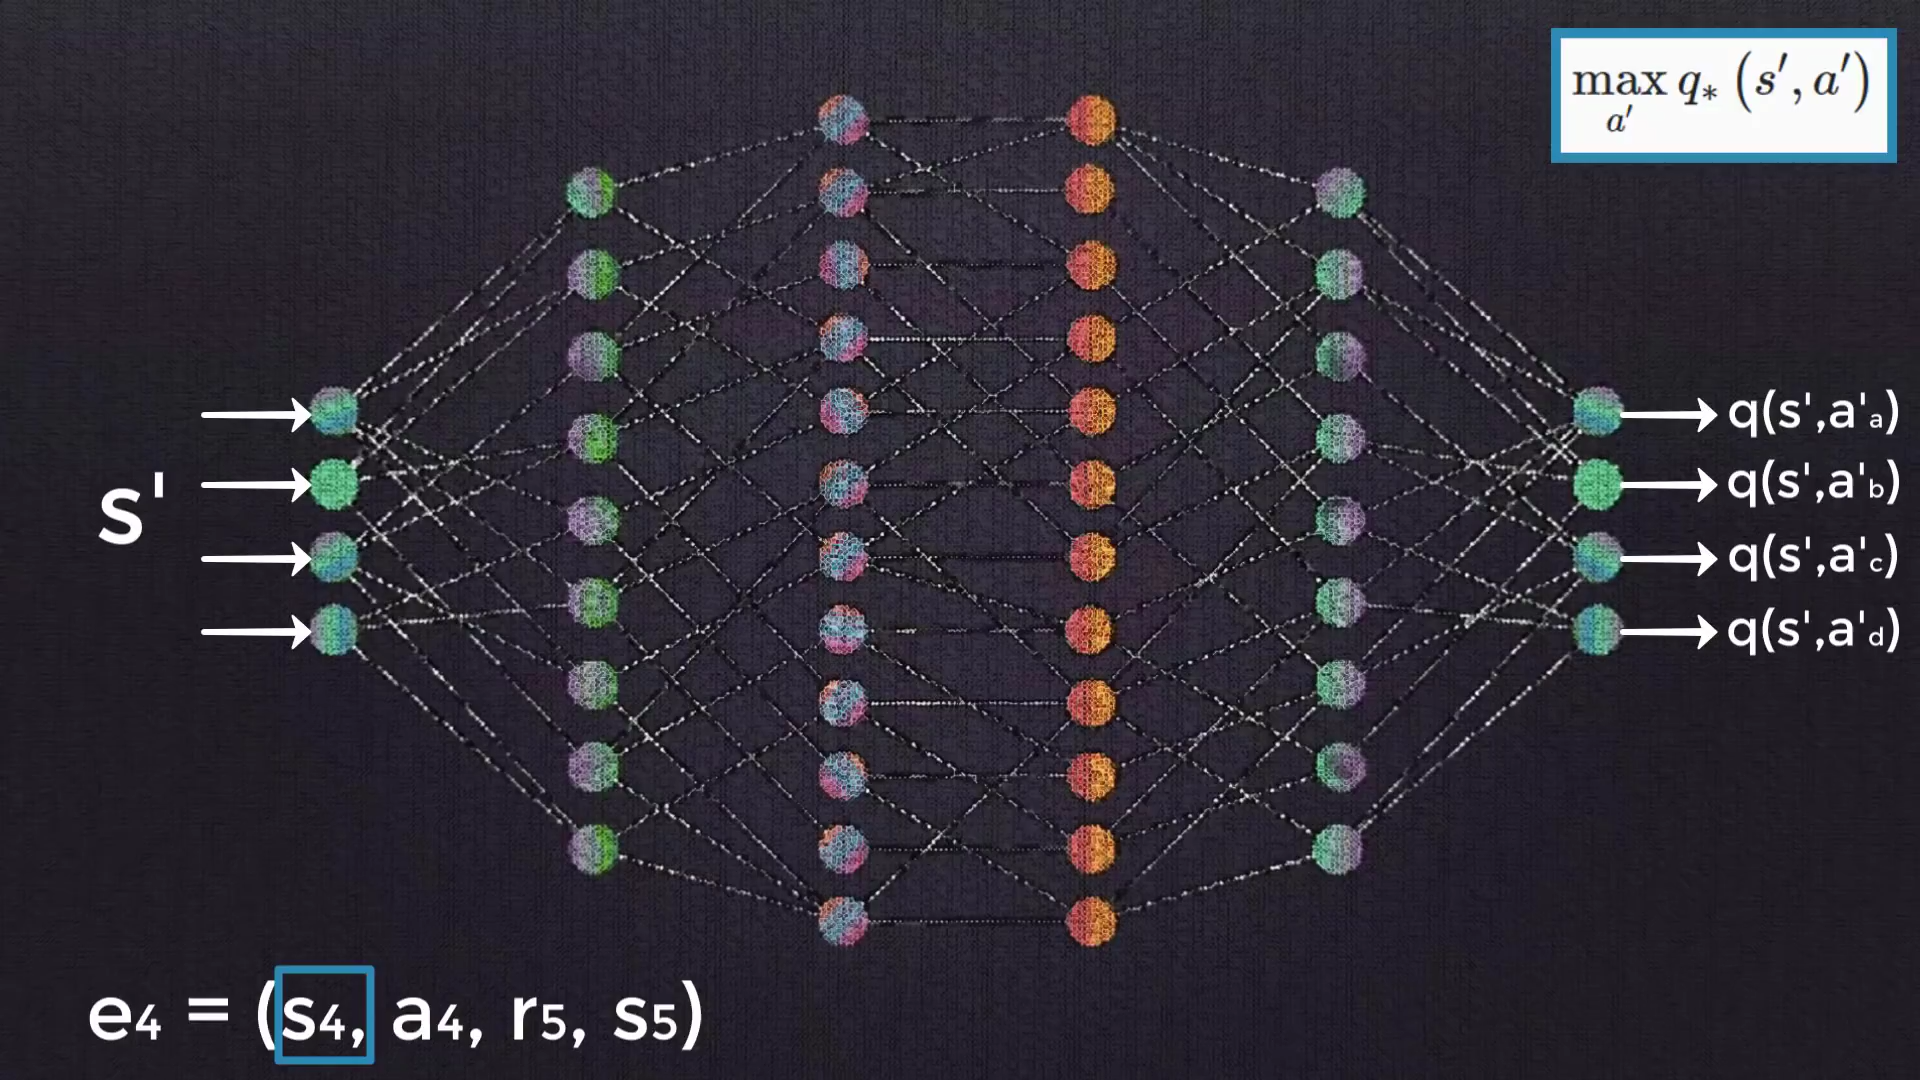 max q* (s', a')
a'
s'
q(s',a'a)
q(s',a'b)
q(s',a'c)
q(s',a'd)
e4 = (s4, a4, r5, s5)